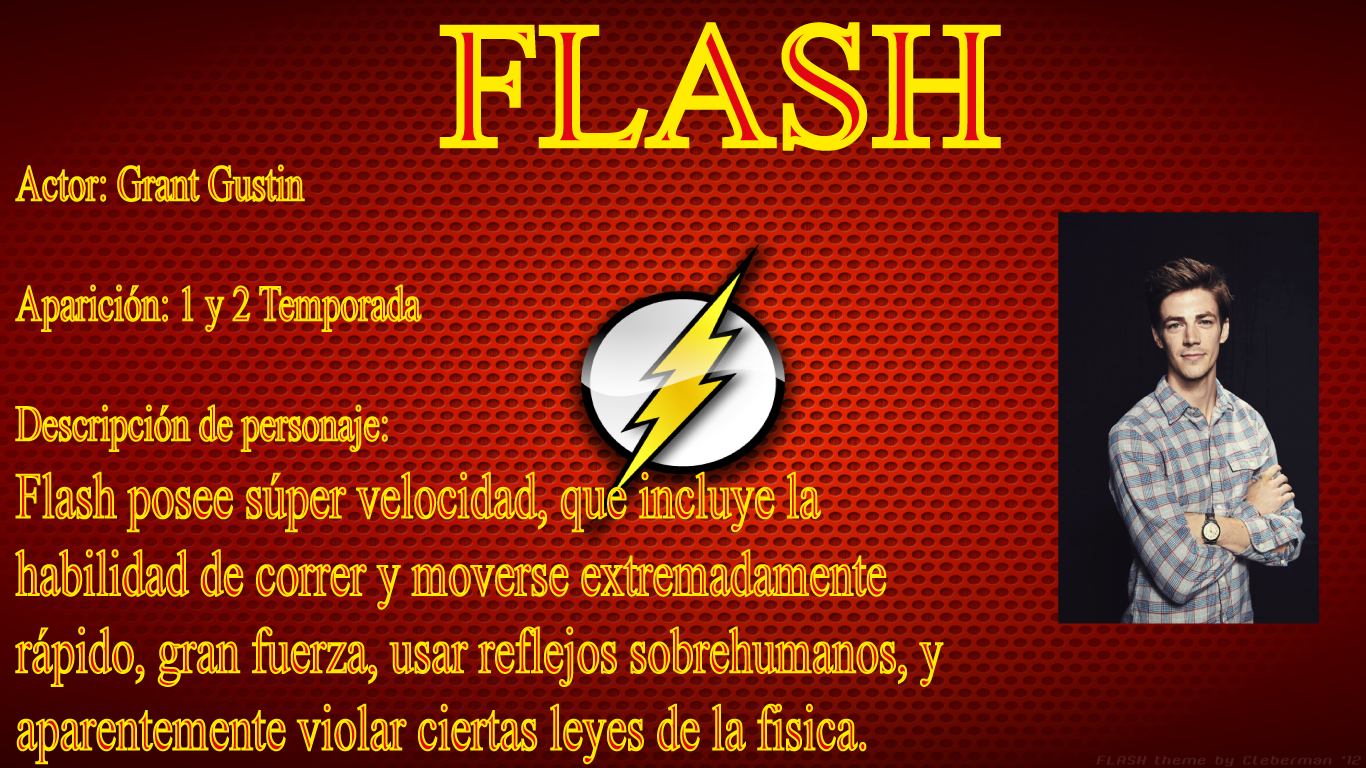 FLASH
Actor: Grant Gustin
Aparición: 1 y 2 Temporada
Descripción de personaje:
Flash posee súper velocidad, que incluye la
habilidad de correr y moverse extremadamente
rápido, gran fuerza, usar reflejos sobrehumanos, y
aparentemente violar ciertas leyes de la física.
FLASH theme by Cleberman '12